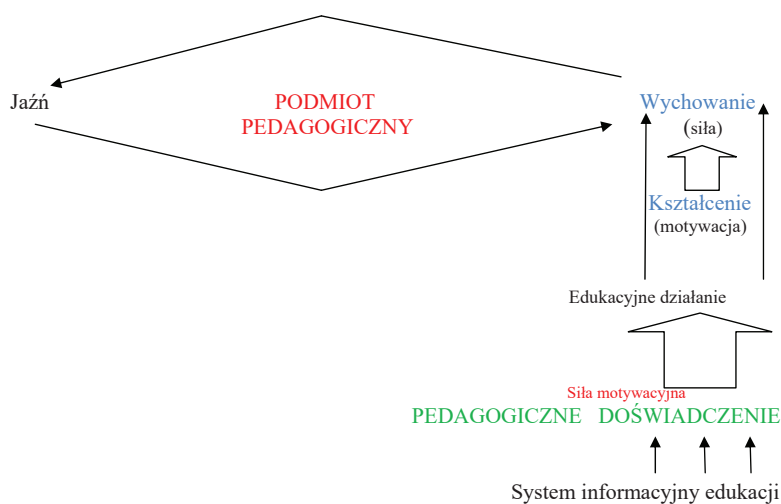 Jaźń
PODMIOT
PEDAGOGICZNY
Wychowanie
(siła)
Kształcenie
(motywacja)
Edukacyjne działanie
Siła motywacyjna
PEDAGOGICZNE DOŚWIADCZENIE
System informacyjny edukacji